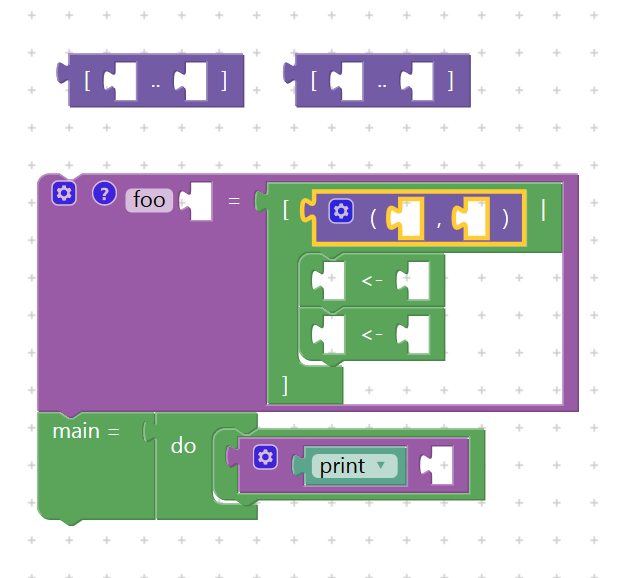 [ .. ] [ .. ]
? foo = [ ( , ) |
<-
<-
]
main = do print